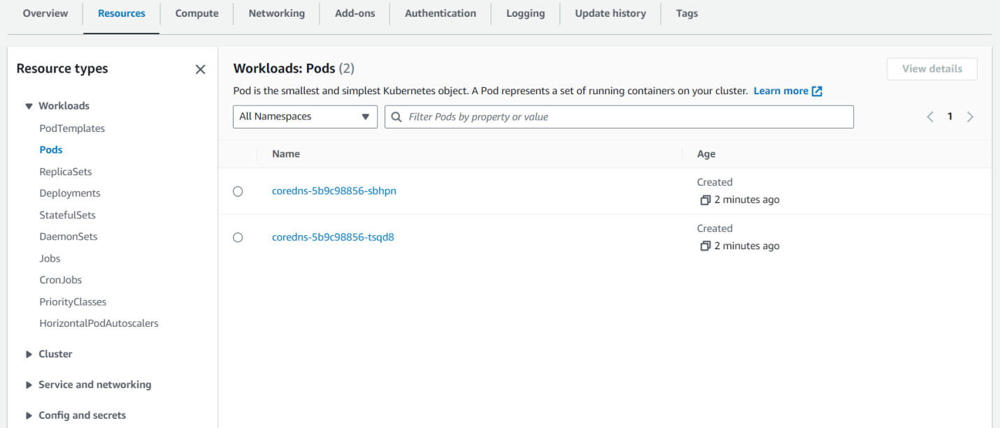 Overview Resources Compute Networking Add-ons Authentication Logging Update history Tags
Resource types
Workloads
PodTemplates
Pods
ReplicaSets
Deployments
StatefulSets
DaemonSets
Jobs
CronJobs
PriorityClasses
HorizontalPodAutoscalers
Cluster
Service and networking
Config and secrets
Workloads: Pods (2)
View details
Pod is the smallest and simplest Kubernetes object. A Pod represents a set of running containers on your cluster. Learn more
All Namespaces
Filter Pods by property or value
1
Name Age
coredns-5b9c98856-sbhpn
Created
2 minutes ago
coredns-5b9c98856-tsqd8
Created
2 minutes ago